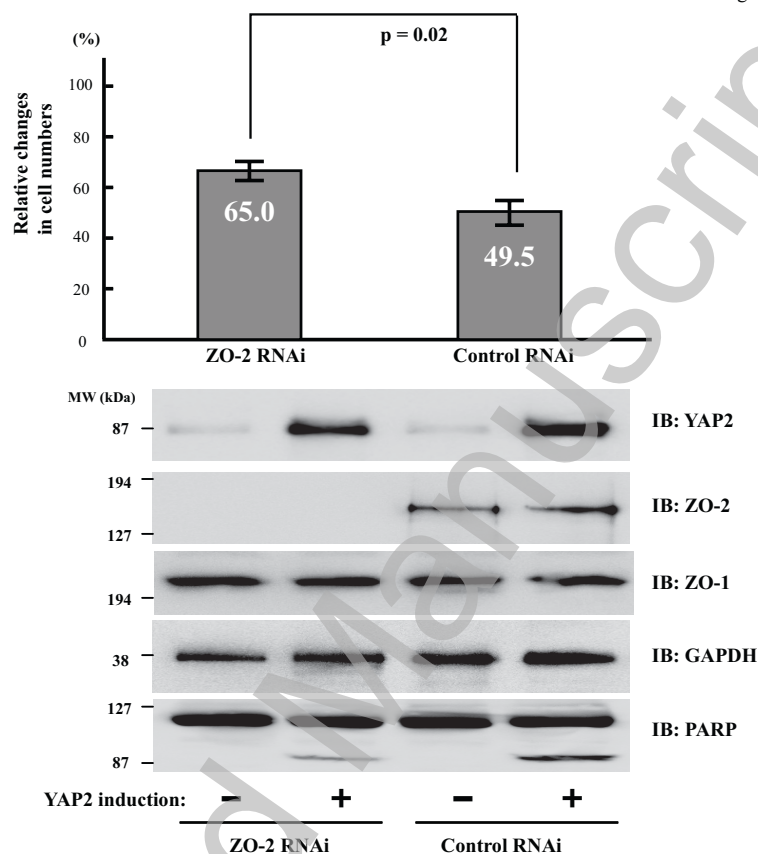 g
(%)
p = 0.02
Relative changes
in cell numbers
100
80
60
40
20
0
65.0
49.5
ZO-2 RNAi
Control RNAi
MW (kDa)
87
IB: YAP2
194
127
IB: ZO-2
194
IB: ZO-1
38
IB: GAPDH
127
87
IB: PARP
YAP2 induction: − + − +
ZO-2 RNAi
Control RNAi
d Manuscrip